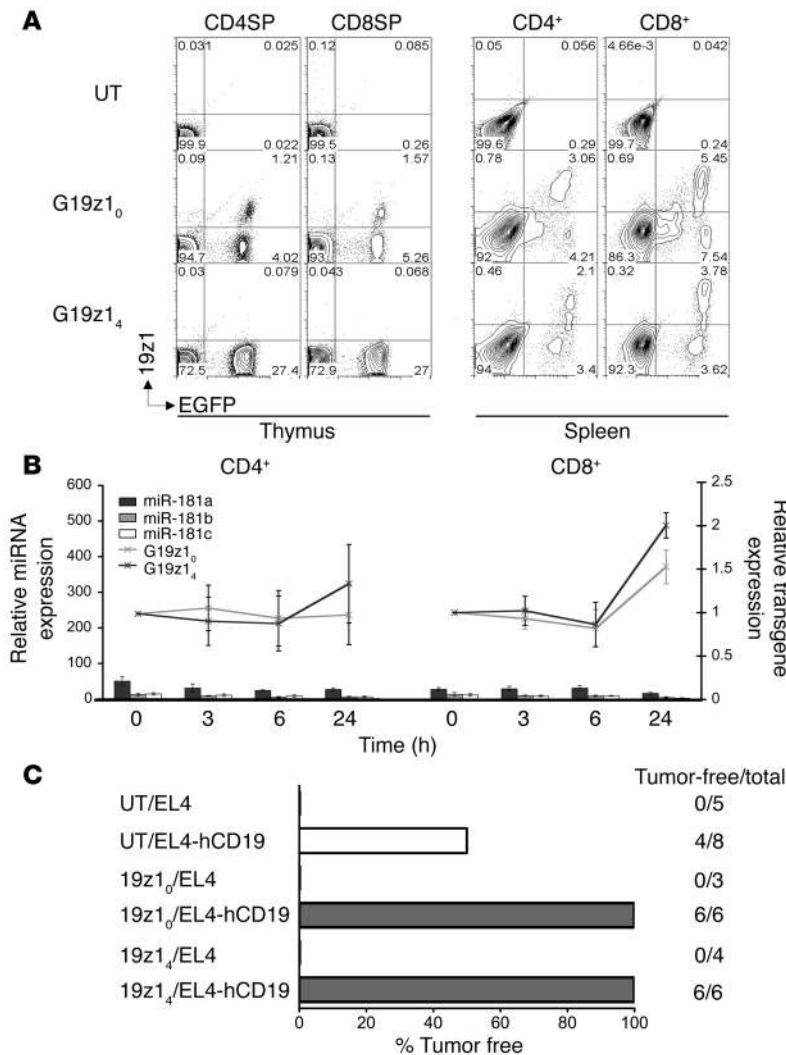 A
CD4SP CD8SP CD4⁺ CD8⁺
UT
0.031 0.025 0.12 0.085 0.05 0.056 4.66e-3 0.042
99.9 0.022 99.5 0.26 99.6 0.29 99.7 0.24
G19z1₀
0.09 1.21 0.13 1.57 0.78 3.06 0.69 5.45
94.7 4.02 93 5.26 92 4.21 86.3 7.54
G19z1₄
0.03 0.079 0.043 0.068 0.46 2.1 0.32 3.78
72.5 27.4 72.9 27 94 3.4 92.3 3.62
19z1
EGFP
Thymus Spleen
B
CD4⁺ CD8⁺
Relative miRNA expression
600
500
400
300
200
100
0
miR-181a
miR-181b
miR-181c
G19z1₀
G19z1₄
2.5
2
1.5
1
0.5
0
Relative transgene expression
0 3 6 24 0 3 6 24
Time (h)
C
Tumor-free/total
UT/EL4 0/5
UT/EL4-hCD19 4/8
19z1₀/EL4 0/3
19z1₀/EL4-hCD19 6/6
19z1₄/EL4 0/4
19z1₄/EL4-hCD19 6/6
0 20 40 60 80 100
% Tumor free